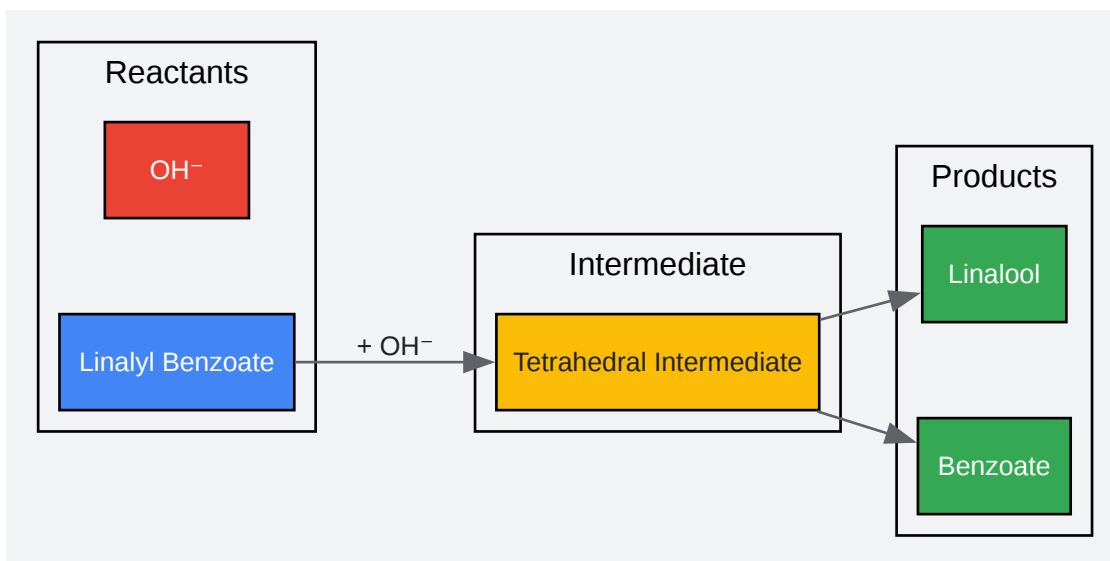 Reactants
OH⁻
Linalyl Benzoate
+ OH⁻
Intermediate
Tetrahedral Intermediate
Products
Linalool
Benzoate